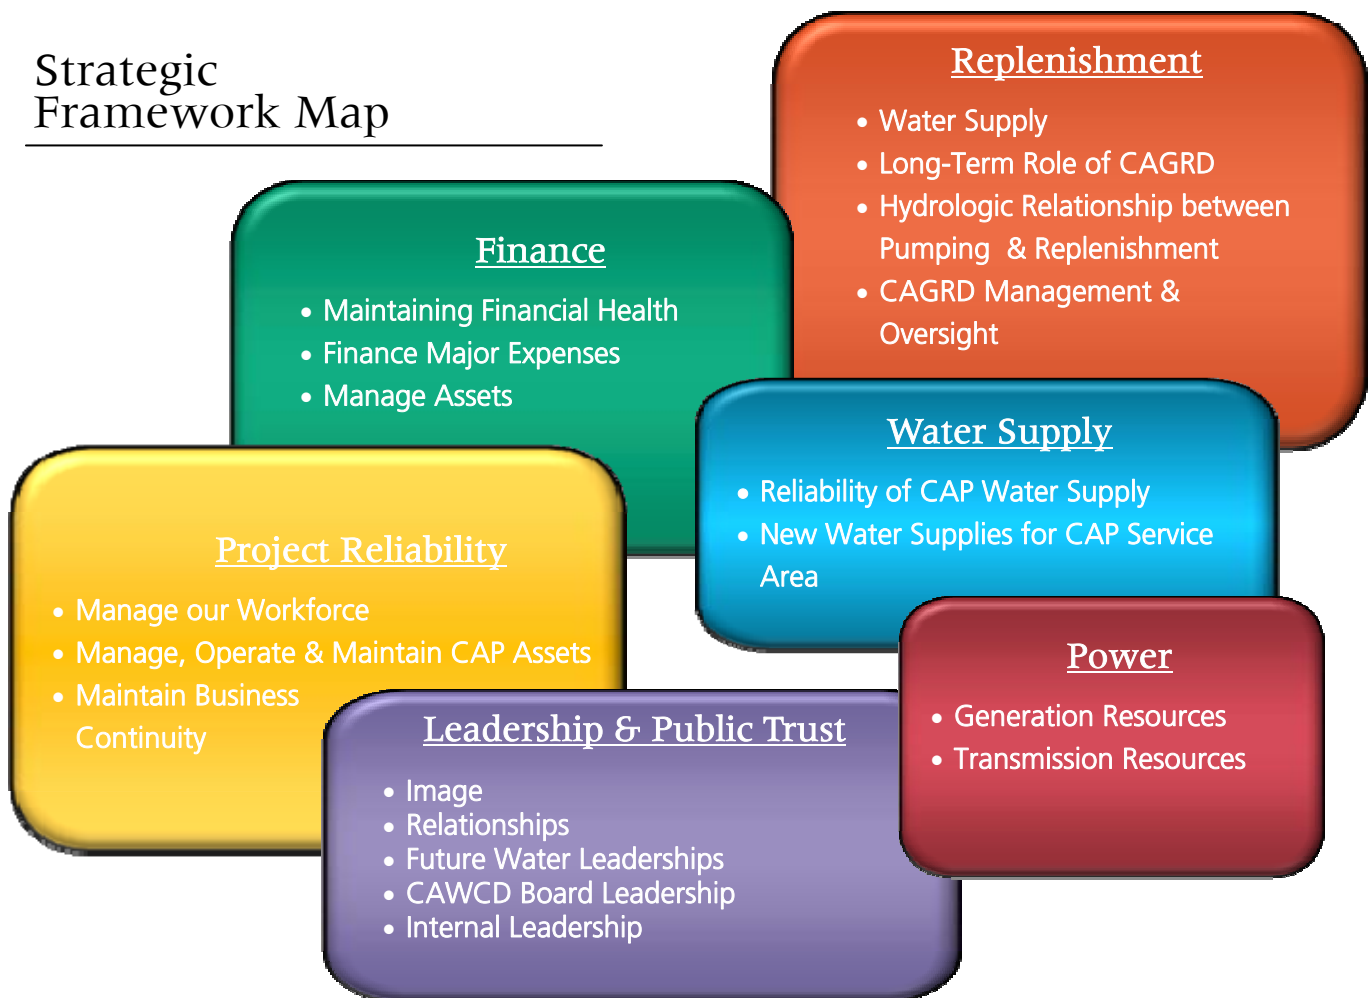 Strategic
Framework Map
Replenishment
• Water Supply
• Long-Term Role of CAGRD
• Hydrologic Relationship between
Pumping & Replenishment
• CAGRD Management &
Oversight
Finance
• Maintaining Financial Health
• Finance Major Expenses
• Manage Assets
Water Supply
• Reliability of CAP Water Supply
• New Water Supplies for CAP Service
Area
Project Reliability
• Manage our Workforce
• Manage, Operate & Maintain CAP Assets
• Maintain Business
Continuity
Power
• Generation Resources
• Transmission Resources
Leadership & Public Trust
• Image
• Relationships
• Future Water Leaderships
• CAWCD Board Leadership
• Internal Leadership